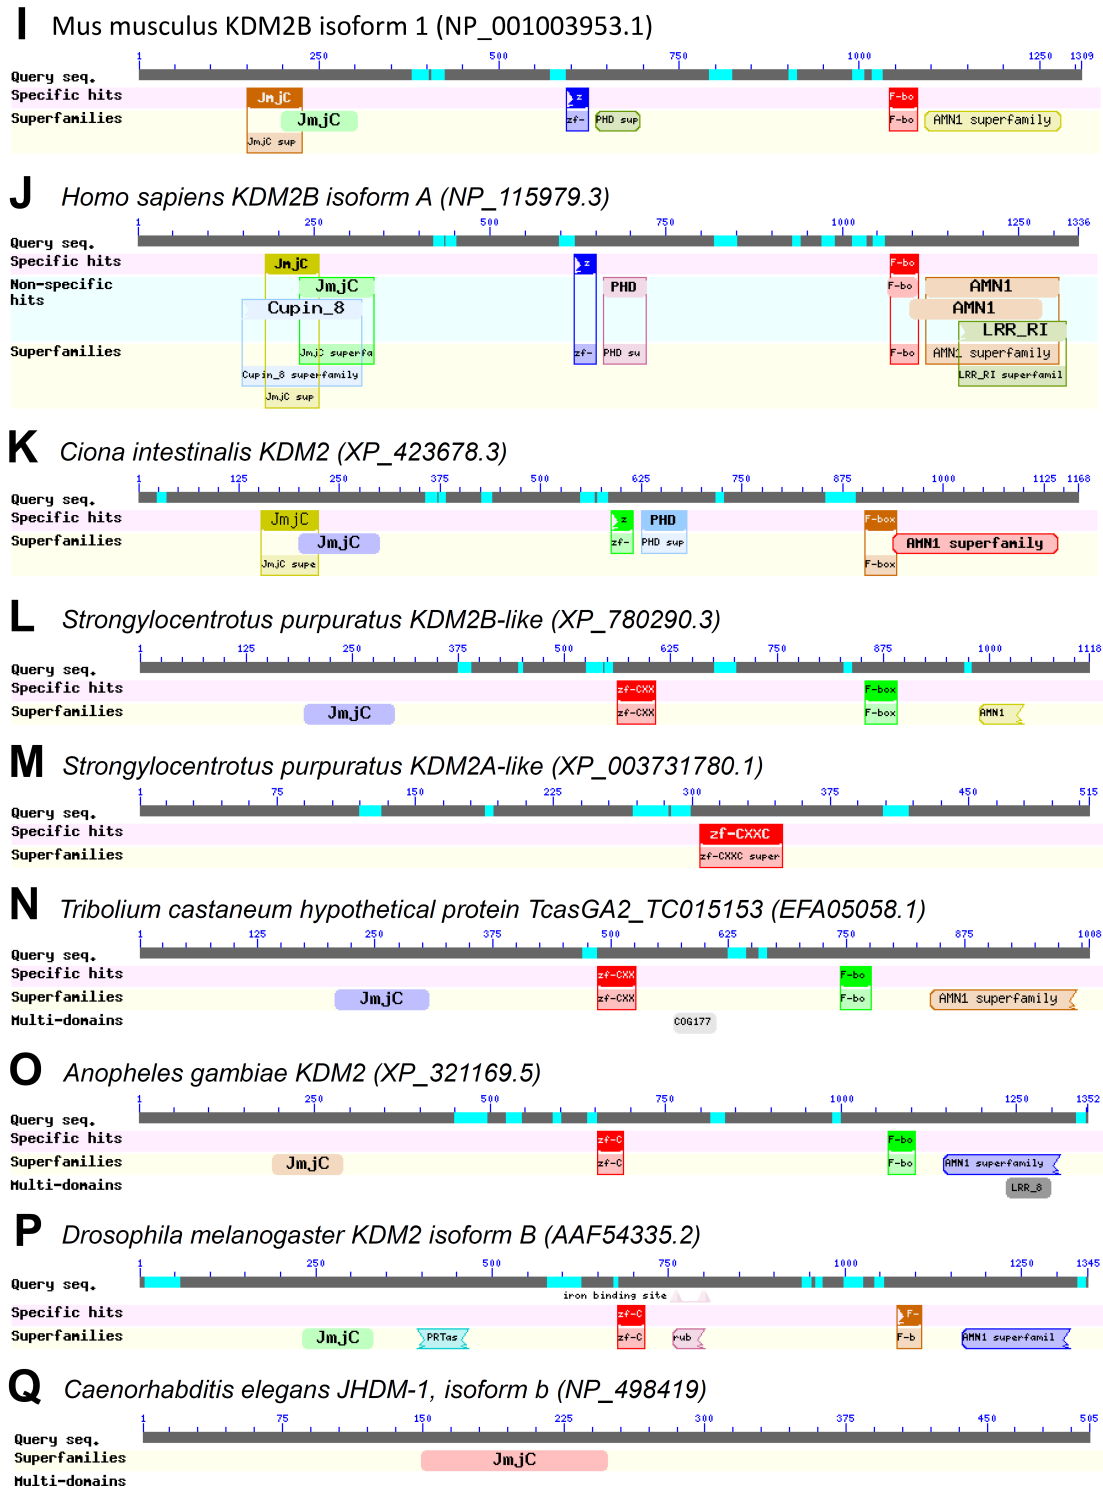 I Mus musculus KDM2B isoform 1 (NP_001003953.1)
1 250 500 750 1000 1250 1309
Query seq.
Specific hits JmjC z F-bo
Superfamilies JmjC zf- PHD sup F-bo AMN1 superfamily
JmjC sup
J Homo sapiens KDM2B isoform A (NP_115979.3)
1 250 500 750 1000 1250 1336
Query seq.
Specific hits JmjC z F-bo
Non-specific JmjC PHD F-bo AMN1
hits Cupin_8 AMN1
LRR_RI
Superfamilies JmjC superfa zf- PHD su F-bo AMN1 superfamily
Cupin_8 superfamily LRR_RI superfamil
JmjC sup
K Ciona intestinalis KDM2 (XP_423678.3)
1 125 250 375 500 625 750 875 1000 1125 1168
Query seq.
Specific hits JmjC z PHD F-box
Superfamilies JmjC zf- PHD sup AMN1 superfamily
JmjC supe F-box
L Strongylocentrotus purpuratus KDM2B-like (XP_780290.3)
1 125 250 375 500 625 750 875 1000 1118
Query seq.
Specific hits zf-CXX F-box
Superfamilies JmjC zf-CXX F-box AMN1
M Strongylocentrotus purpuratus KDM2A-like (XP_003731780.1)
1 75 150 225 300 375 450 515
Query seq.
Specific hits zf-CXXC
Superfamilies zf-CXXC super
N Tribolium castaneum hypothetical protein TcasGA2_TC015153 (EFA05058.1)
1 125 250 375 500 625 750 875 1008
Query seq.
Specific hits zf-CXX F-bo
Superfamilies JmjC zf-CXX F-bo AMN1 superfamily
Multi-domains COG177
O Anopheles gambiae KDM2 (XP_321169.5)
1 250 500 750 1000 1250 1352
Query seq.
Specific hits zf-C F-bo
Superfamilies JmjC zf-C F-bo AMN1 superfamily
Multi-domains LRR_8
P Drosophila melanogaster KDM2 isoform B (AAF54335.2)
1 250 500 750 1000 1250 1345
Query seq.
iron binding site
Specific hits zf-C F-
Superfamilies JmjC PRTas zf-C rub F-b AMN1 superfamil
Q Caenorhabditis elegans JHDM-1, isoform b (NP_498419)
1 75 150 225 300 375 450 505
Query seq.
Superfamilies JmjC
Multi-domains